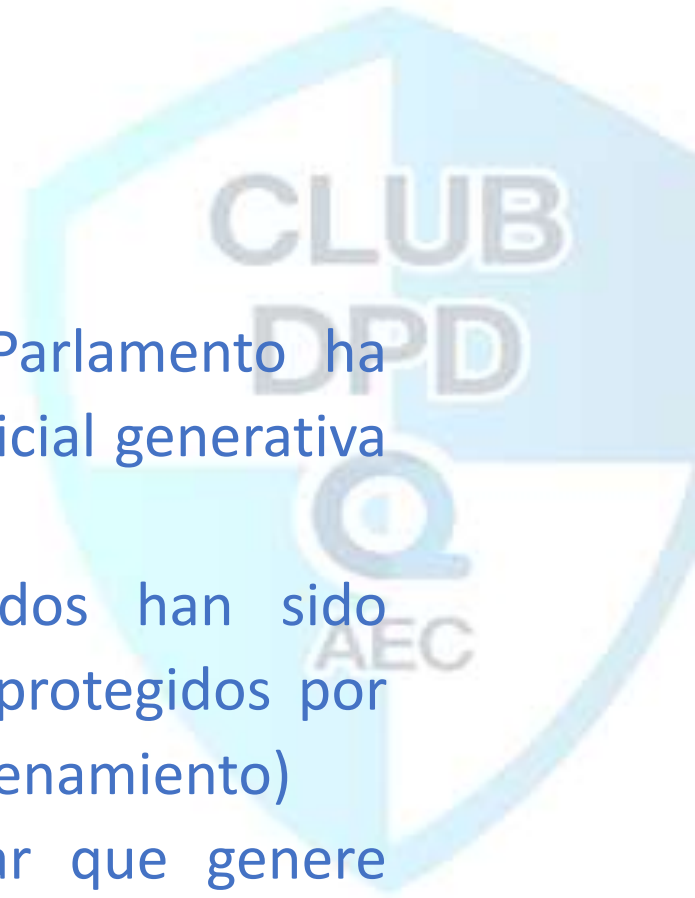 CLUB
DPD
Parlamento ha
icial generativa
dos han sido
AEC
protegidos por
enamiento)
ar que genere